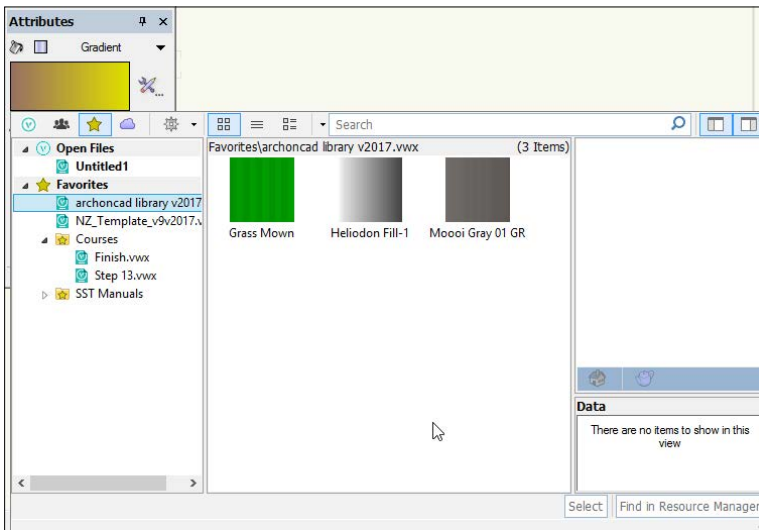 Attributes
Gradient
Search
Open Files
Untitled1
Favorites
archoncad library v2017
NZ_Template_v9v2017.v
Courses
Finish.vwx
Step 13.vwx
SST Manuals
Favorites\archoncad library v2017.vwx (3 Items)
Grass Mown Heliodon Fill-1 Moooi Gray 01 GR
Data
There are no items to show in this
view
Select Find in Resource Manager